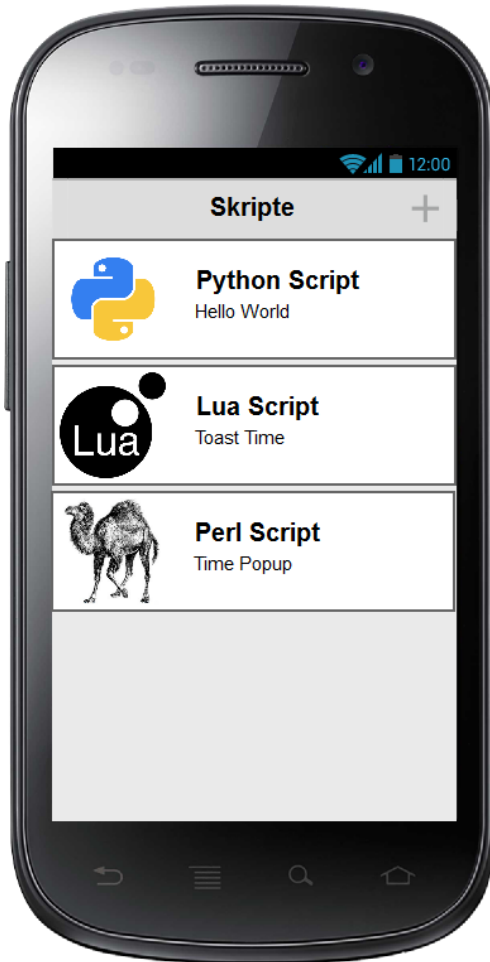 12:00
Skripte
Python Script
Hello World
Lua
Lua Script
Toast Time
Perl Script
Time Popup